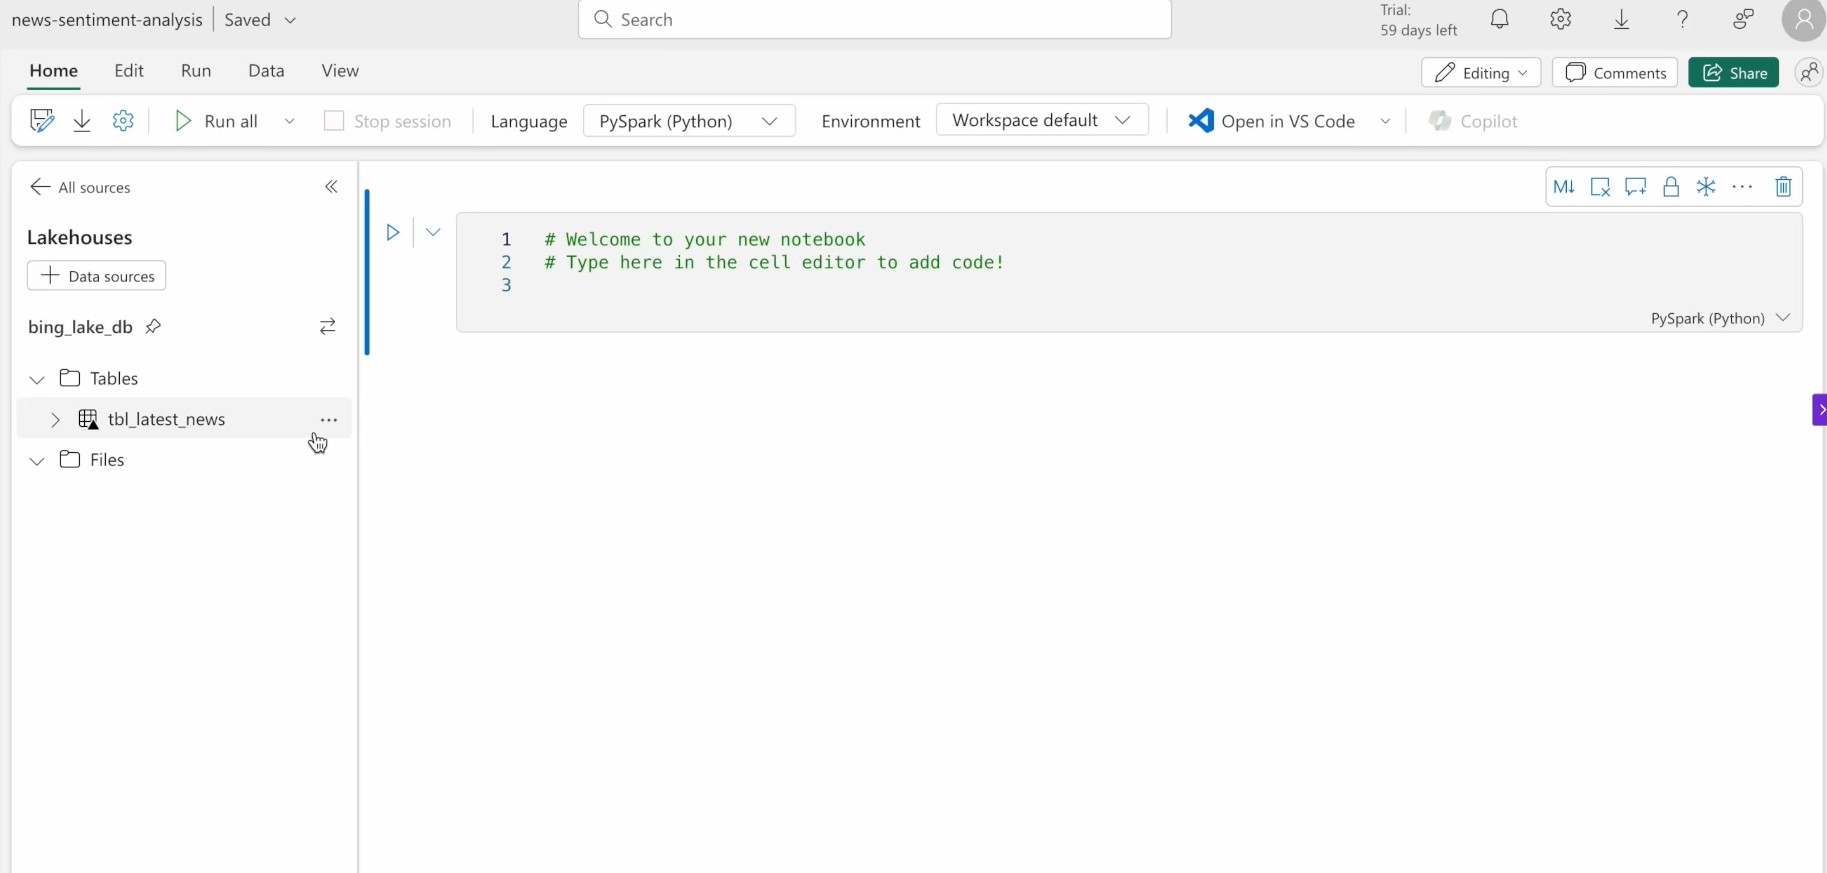 news-sentiment-analysis Saved
Search
Trial:
59 days left
Home Edit Run Data View
Editing Comments Share
Run all Stop session Language PySpark (Python) Environment Workspace default Open in VS Code Copilot
All sources
M↓
Lakehouses
Data sources
bing_lake_db
Tables
tbl_latest_news
Files
1 # Welcome to your new notebook
2 # Type here in the cell editor to add code!
3
PySpark (Python)